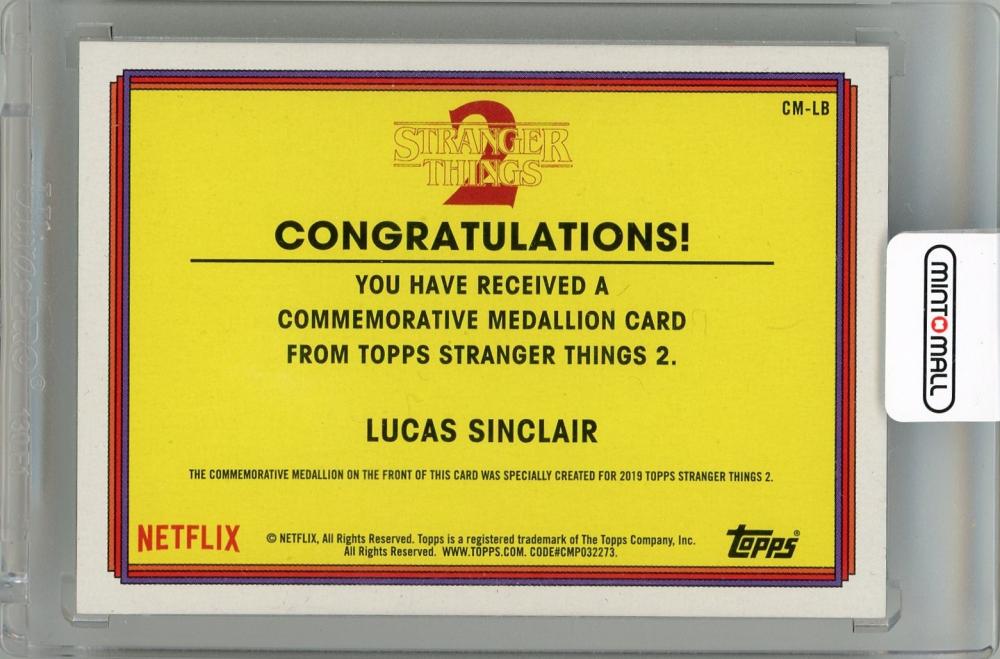 CM-LB
2
STRANGER
THINGS
CONGRATULATIONS!
YOU HAVE RECEIVED A
COMMEMORATIVE MEDALLION CARD
FROM TOPPS STRANGER THINGS 2.
LUCAS SINCLAIR
THE COMMEMORATIVE MEDALLION ON THE FRONT OF THIS CARD WAS SPECIALLY CREATED FOR 2019 TOPPS STRANGER THINGS 2.
NETFLIX
© NETFLIX, All Rights Reserved. Topps is a registered trademark of The Topps Company, Inc.
All Rights Reserved. WWW.TOPPS.COM. CODE#CMP032273.
topps®
MINTOMALL